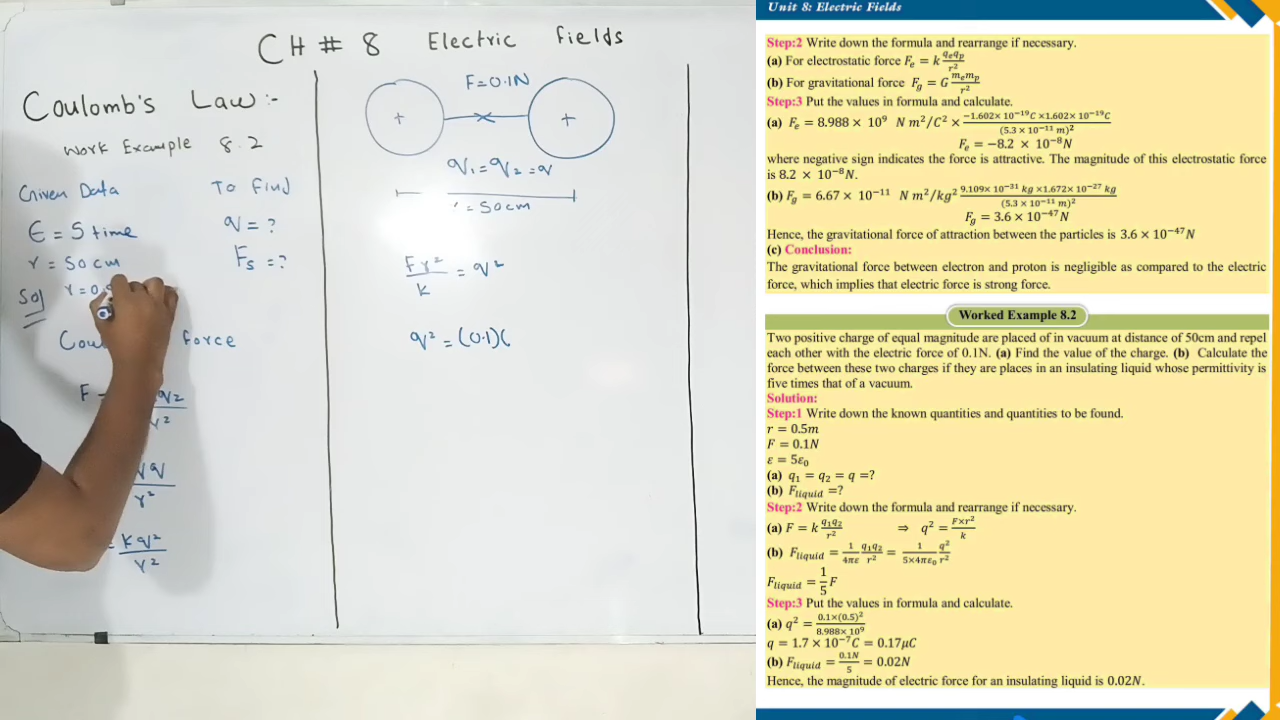 CH # 8 Electric fields
Coulomb's Law :-
Work Example 8.2
Given Data
To find
ϵ = 5 time
q = ?
r = 50 cm
F₅ = ?
Sol
r = 0.
force
F =
q2
r²
r²
= Kq²
r²
F=0.1N
+ +
q₁ = q₂ = q
= 50cm
Fr²/k = q²
q² = (0.1)(
Unit 8: Electric Fields
Step:2 Write down the formula and rearrange if necessary.
(a) For electrostatic force Fₑ = k qₑqₚ/r²
(b) For gravitational force F_g = G mₑmₚ/r²
Step:3 Put the values in formula and calculate.
(a) Fₑ = 8.988 × 10⁹ N m²/C² × −1.602× 10⁻¹⁹C ×1.602× 10⁻¹⁹C/(5.3 × 10⁻¹¹ m)²
Fₑ = −8.2 × 10⁻⁸N
where negative sign indicates the force is attractive. The magnitude of this electrostatic force
is 8.2 × 10⁻⁸N.
(b) F_g = 6.67 × 10⁻¹¹ N m²/kg² 9.109× 10⁻³¹ kg ×1.672× 10⁻²⁷ kg/(5.3 × 10⁻¹¹ m)²
F_g = 3.6 × 10⁻⁴⁷N
Hence, the gravitational force of attraction between the particles is 3.6 × 10⁻⁴⁷N
(c) Conclusion:
The gravitational force between electron and proton is negligible as compared to the electric
force, which implies that electric force is strong force.
Worked Example 8.2
Two positive charge of equal magnitude are placed of in vacuum at distance of 50cm and repel
each other with the electric force of 0.1N. (a) Find the value of the charge. (b) Calculate the
force between these two charges if they are places in an insulating liquid whose permittivity is
five times that of a vacuum.
Solution:
Step:1 Write down the known quantities and quantities to be found.
r = 0.5m
F = 0.1N
ε = 5ε₀
(a) q₁ = q₂ = q =?
(b) F_liquid =?
Step:2 Write down the formula and rearrange if necessary.
(a) F = k q₁q₂/r² ⇒ q² = F×r²/k
(b) F_liquid = 1/4πε q₁q₂/r² = 1/5×4πε₀ q²/r²
F_liquid = 1/5 F
Step:3 Put the values in formula and calculate.
(a) q² = 0.1×(0.5)²/8.988× 10⁹
q = 1.7 × 10⁻⁷C = 0.17μC
(b) F_liquid = 0.1N/5 = 0.02N
Hence, the magnitude of electric force for an insulating liquid is 0.02N.